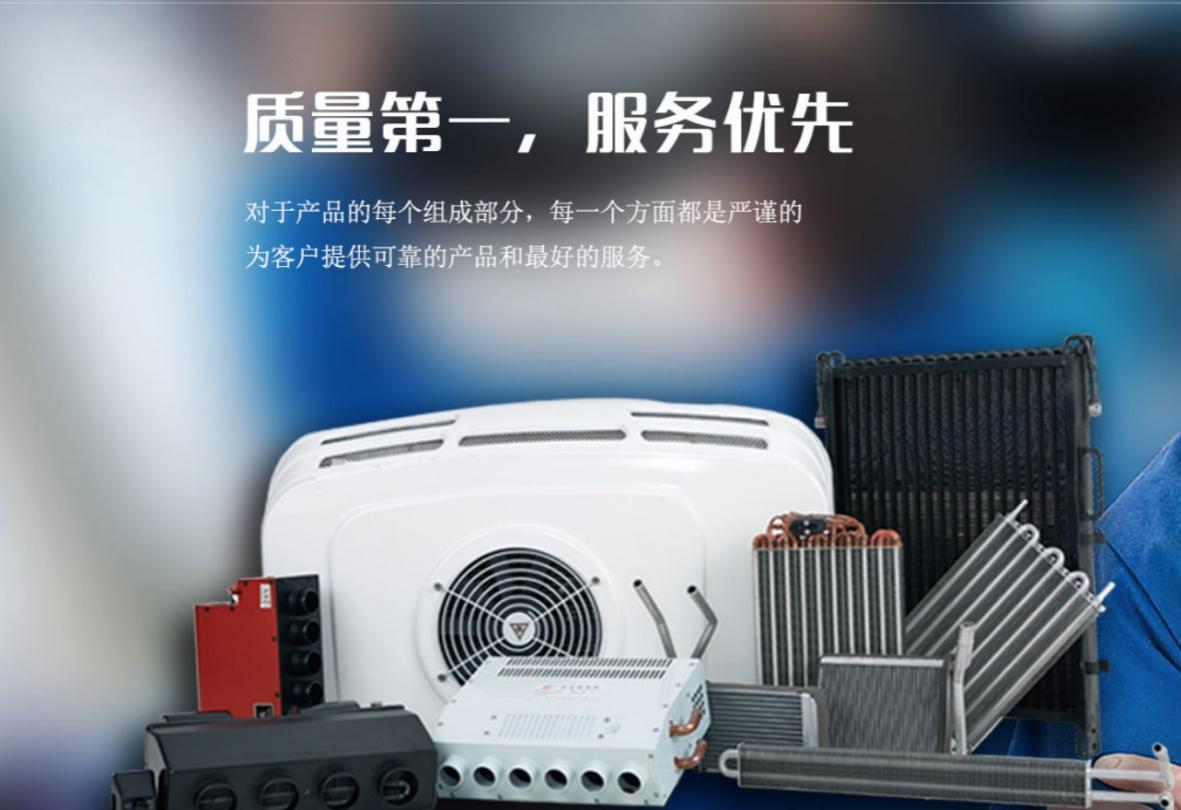 质量第一，服务优先
对于产品的每个组成部分，每一个方面都是严谨的
为客户提供可靠的产品和最好的服务。